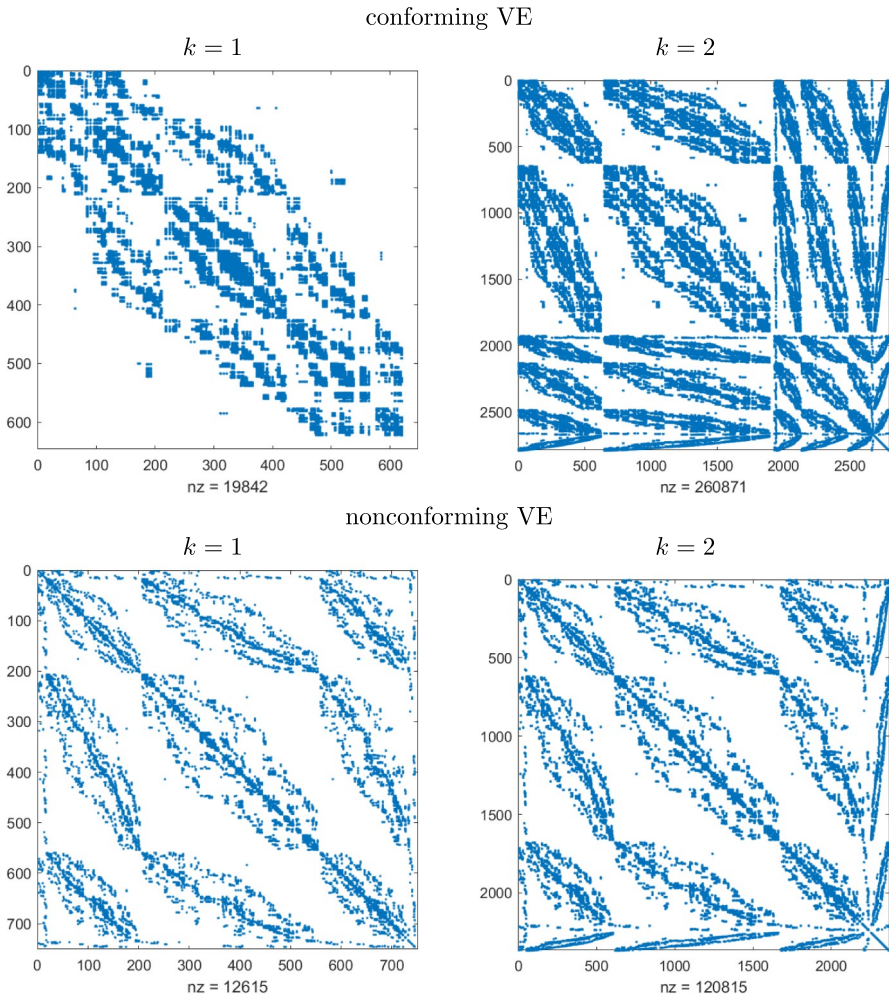 conforming VE
k = 1
k = 2
0
100
200
300
400
500
600
0 100 200 300 400 500 600
nz = 19842
0
500
1000
1500
2000
2500
0 500 1000 1500 2000 2500
nz = 260871
nonconforming VE
k = 1
k = 2
0
100
200
300
400
500
600
700
0 100 200 300 400 500 600 700
nz = 12615
0
500
1000
1500
2000
0 500 1000 1500 2000
nz = 120815